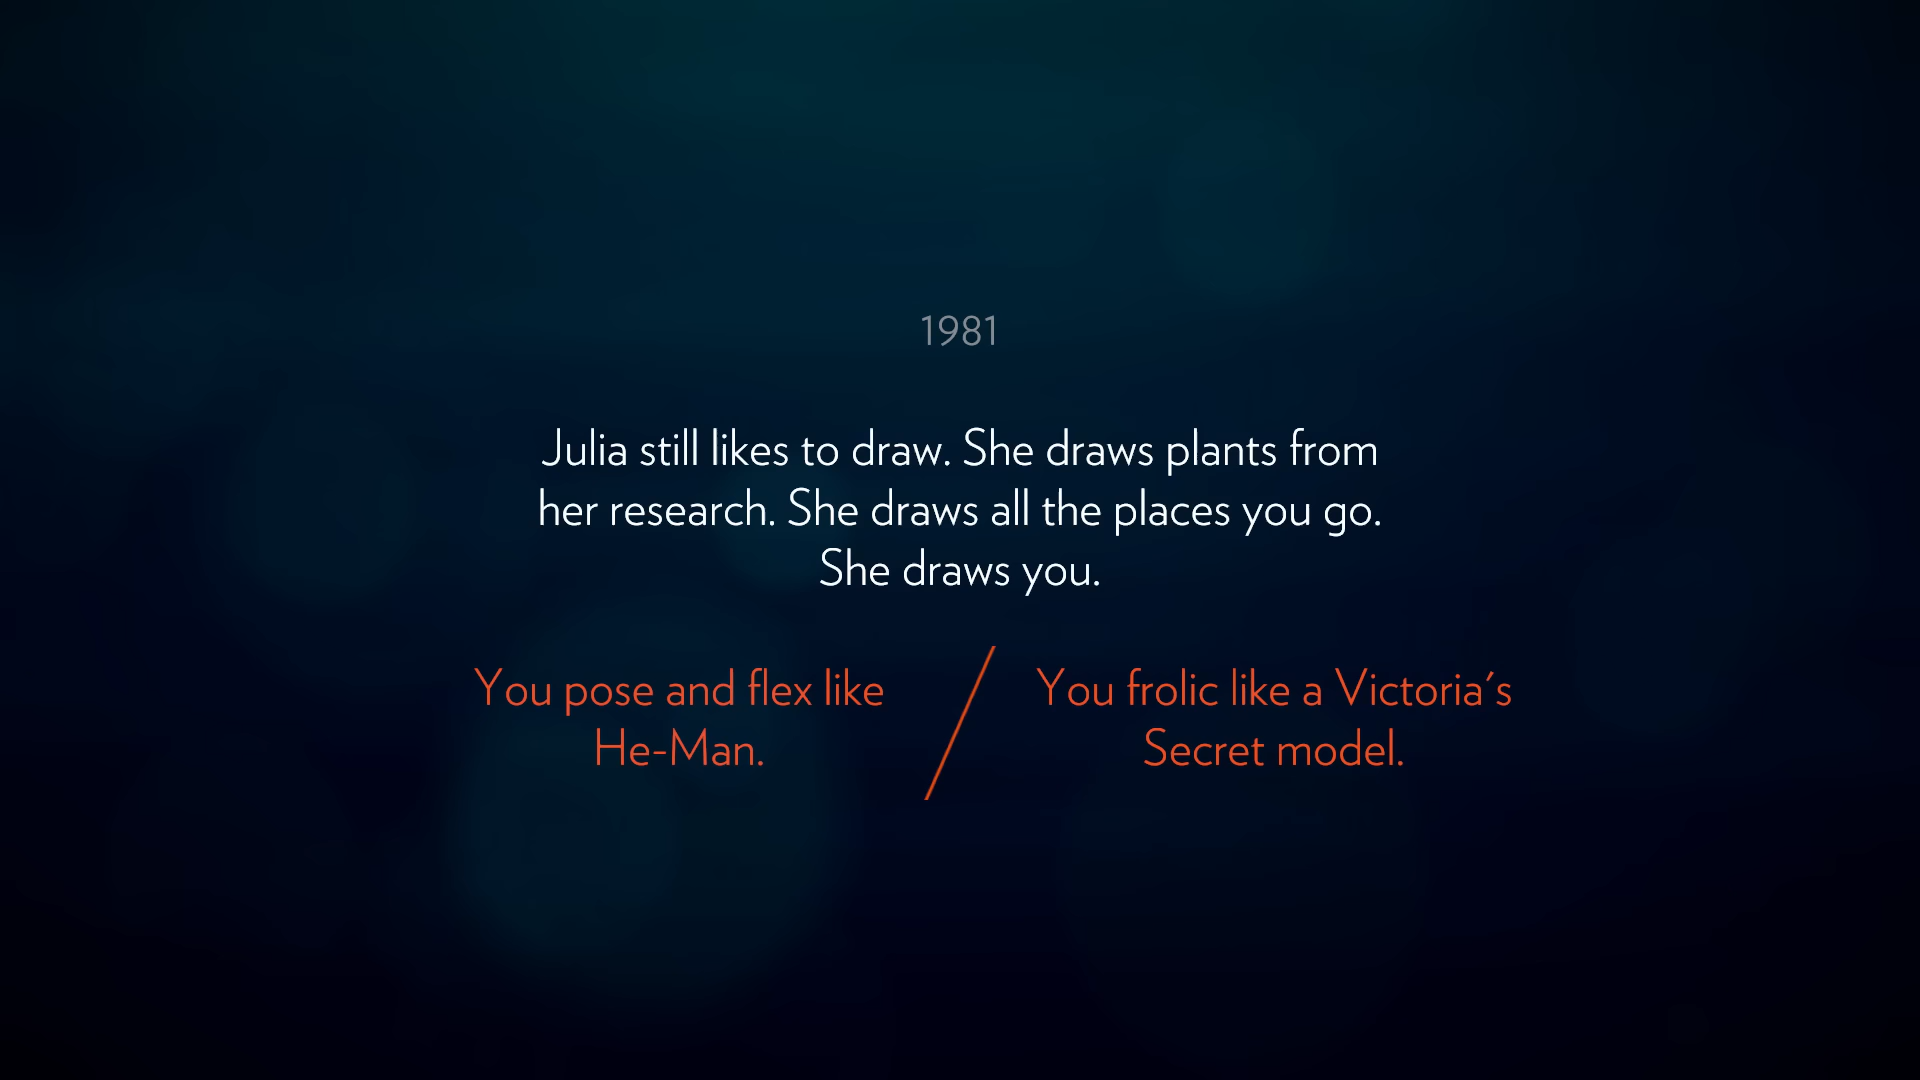 1981
Julia still likes to draw. She draws plants from
her research. She draws all the places you go.
She draws you.
You pose and flex like
He-Man.
You frolic like a Victoria's
Secret model.